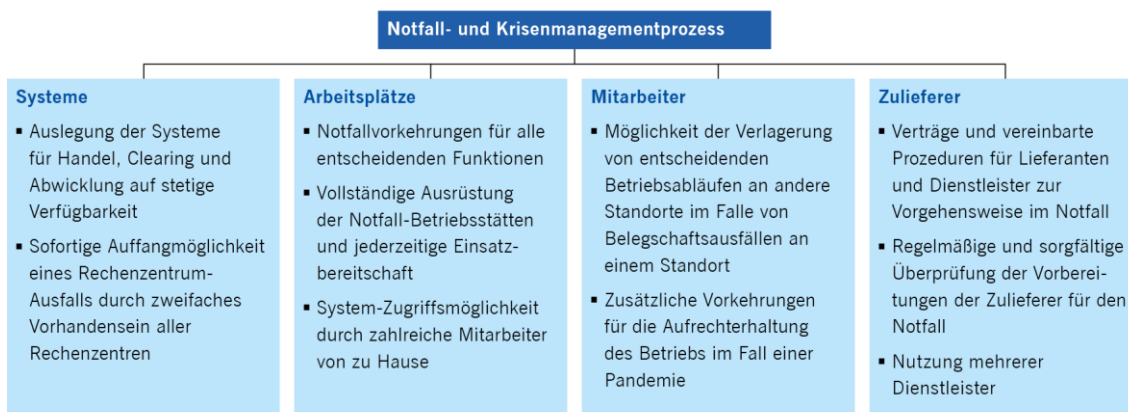 Notfall- und Krisenmanagementprozess
Systeme
▪ Auslegung der Systeme
für Handel, Clearing und
Abwicklung auf stetige
Verfügbarkeit
▪ Sofortige Auffangmöglichkeit
eines Rechenzentrum-
Ausfalls durch zweifaches
Vorhandensein aller
Rechenzentren
Arbeitsplätze
▪ Notfallvorkehrungen für alle
entscheidenden Funktionen
▪ Vollständige Ausrüstung
der Notfall-Betriebsstätten
und jederzeitige Einsatz-
bereitschaft
▪ System-Zugriffsmöglichkeit
durch zahlreiche Mitarbeiter
von zu Hause
Mitarbeiter
▪ Möglichkeit der Verlagerung
von entscheidenden
Betriebsabläufen an andere
Standorte im Falle von
Belegschaftsausfällen an
einem Standort
▪ Zusätzliche Vorkehrungen
für die Aufrechterhaltung
des Betriebs im Fall einer
Pandemie
Zulieferer
▪ Verträge und vereinbarte
Prozeduren für Lieferanten
und Dienstleister zur
Vorgehensweise im Notfall
▪ Regelmäßige und sorgfältige
Überprüfung der Vorberei-
tungen der Zulieferer für den
Notfall
▪ Nutzung mehrerer
Dienstleister